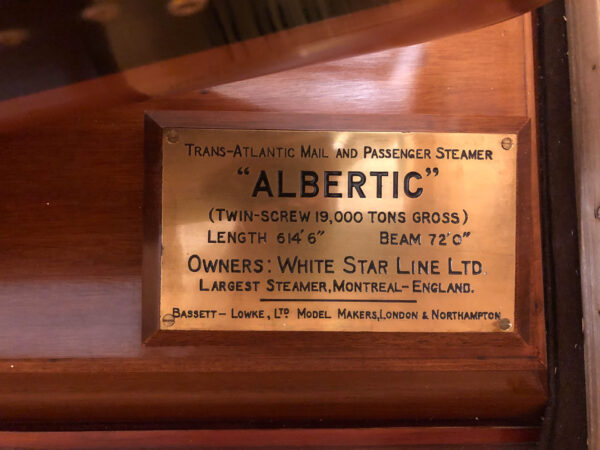 TRANS-ATLANTIC MAIL AND PASSENGER STEAMER
"ALBERTIC"
(TWIN-SCREW 19,000 TONS GROSS)
LENGTH 614'6" BEAM 72'0"
OWNERS: WHITE STAR LINE LTD.
LARGEST STEAMER, MONTREAL-ENGLAND.
BASSETT-LOWKE, LTD MODEL MAKERS, LONDON & NORTHAMPTON